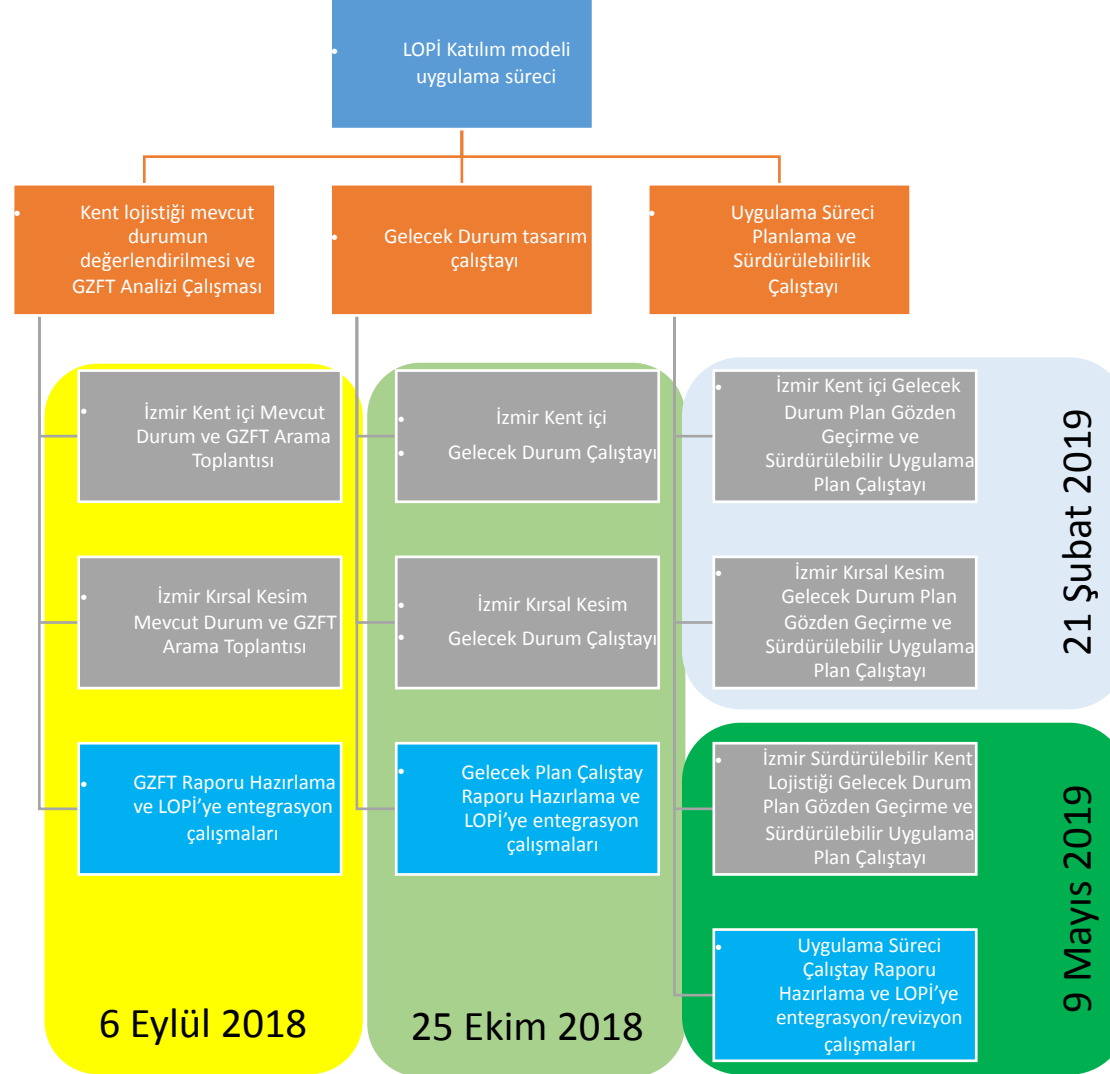 LOPİ Katılım modeli
uygulama süreci
Kent lojistiği mevcut
durumun
değerlendirilmesi ve
GZFT Analizi Çalışması
Gelecek Durum tasarım
çalıştayı
Uygulama Süreci
Planlama ve
Sürdürülebilirlik
Çalıştayı
İzmir Kent içi Mevcut
Durum ve GZFT Arama
Toplantısı
İzmir Kırsal Kesim
Mevcut Durum ve GZFT
Arama Toplantısı
GZFT Raporu Hazırlama
ve LOPİ’ye entegrasyon
çalışmaları
6 Eylül 2018
İzmir Kent içi
Gelecek Durum Çalıştayı
İzmir Kırsal Kesim
Gelecek Durum Çalıştayı
Gelecek Plan Çalıştay
Raporu Hazırlama ve
LOPİ’ye entegrasyon
çalışmaları
25 Ekim 2018
İzmir Kent içi Gelecek
Durum Plan Gözden
Geçirme ve
Sürdürülebilir Uygulama
Plan Çalıştayı
İzmir Kırsal Kesim
Gelecek Durum Plan
Gözden Geçirme ve
Sürdürülebilir Uygulama
Plan Çalıştayı
21 Şubat 2019
İzmir Sürdürülebilir Kent
Lojistiği Gelecek Durum
Plan Gözden Geçirme ve
Sürdürülebilir Uygulama
Plan Çalıştayı
Uygulama Süreci
Çalıştay Raporu
Hazırlama ve LOPİ’ye
entegrasyon/revizyon
çalışmaları
9 Mayıs 2019